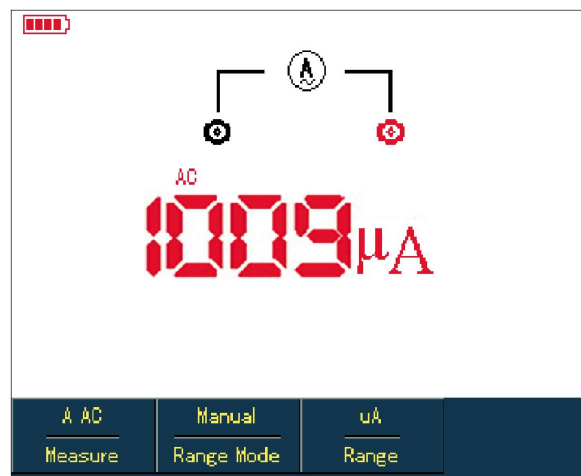 A
AC
1009μA
A AC Manual uA
Measure Range Mode Range